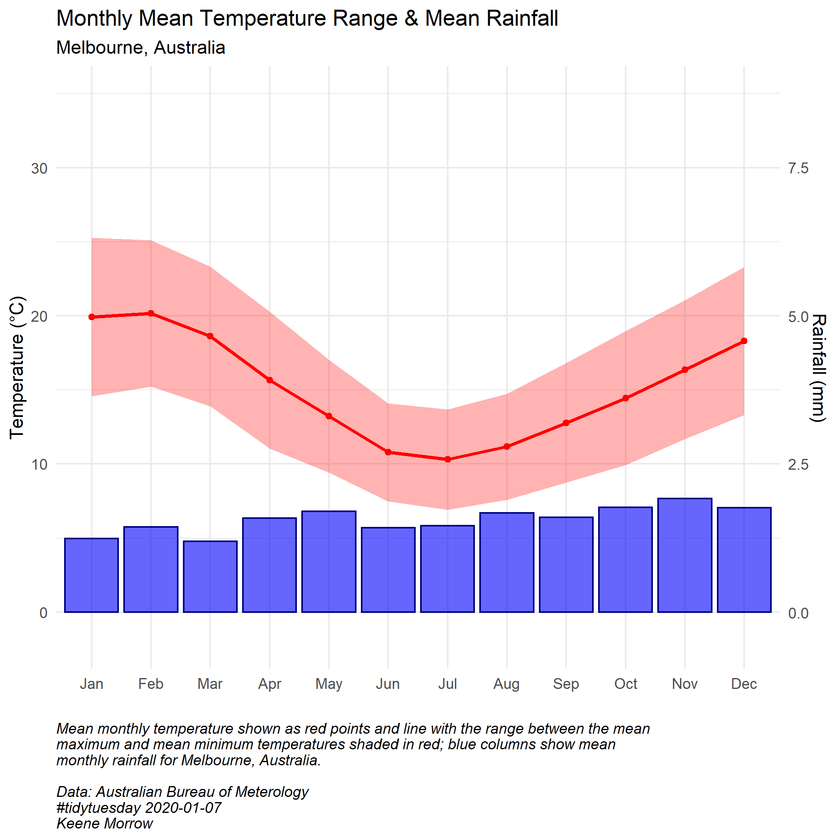 Monthly Mean Temperature Range & Mean Rainfall
Melbourne, Australia
Temperature (°C)
30
20
10
0
7.5
5.0
2.5
0.0
Rainfall (mm)
Jan Feb Mar Apr May Jun Jul Aug Sep Oct Nov Dec
Mean monthly temperature shown as red points and line with the range between the mean
maximum and mean minimum temperatures shaded in red; blue columns show mean
monthly rainfall for Melbourne, Australia.
Data: Australian Bureau of Meterology
#tidytuesday 2020-01-07
Keene Morrow